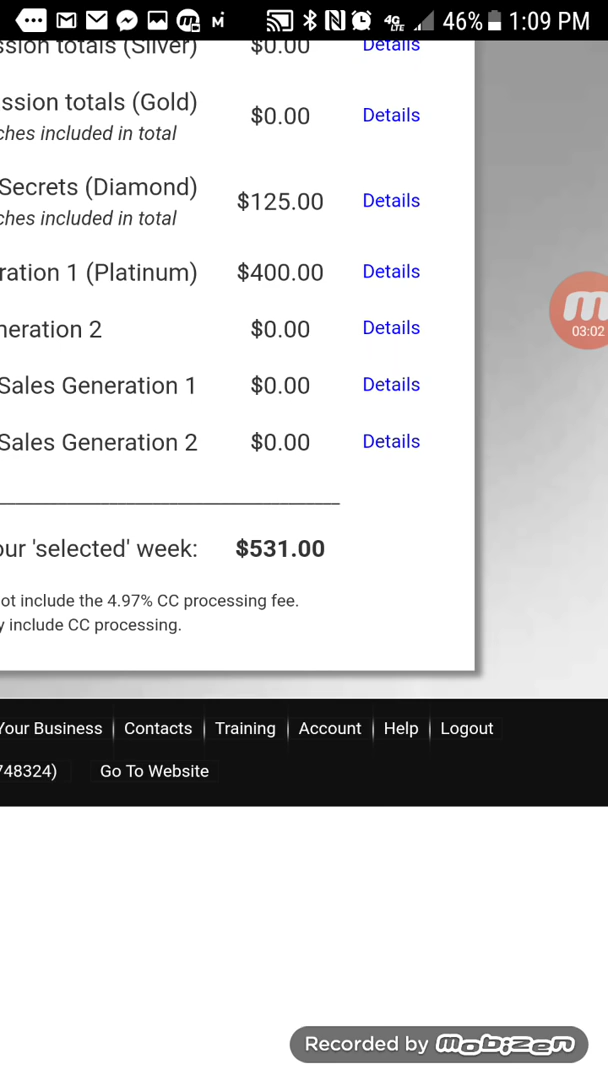 4G LTE 46% 1:09 PM
ssion totals (Silver) $0.00 Details
ssion totals (Gold) $0.00 Details
ches included in total
Secrets (Diamond) $125.00 Details
ches included in total
ration 1 (Platinum) $400.00 Details
neration 2 $0.00 Details
Sales Generation 1 $0.00 Details
Sales Generation 2 $0.00 Details
03:02
our 'selected' week: $531.00
ot include the 4.97% CC processing fee.
y include CC processing.
Your Business Contacts Training Account Help Logout
748324) Go To Website
Recorded by mobizen